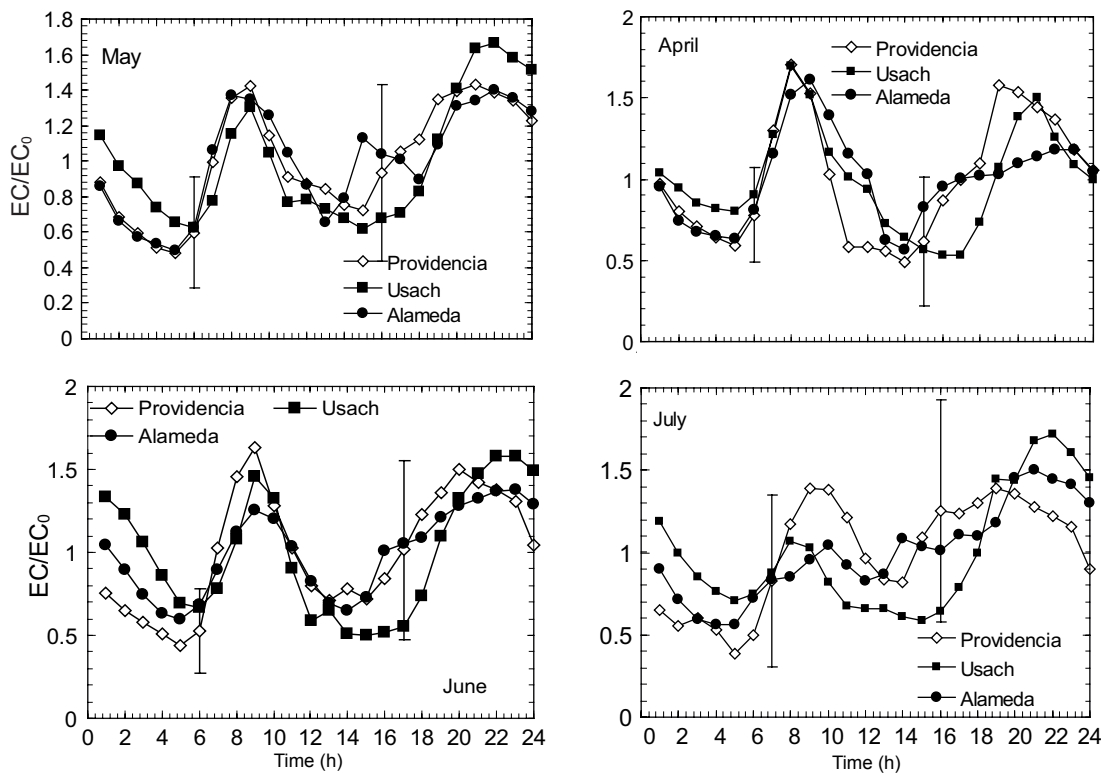 May
1.8
1.6
1.4
1.2
1
0.8
0.6
0.4
0.2
0
EC/EC₀
Providencia
Usach
Alameda
April
2
1.5
1
0.5
0
Providencia
Usach
Alameda
2
1.5
1
0.5
0
EC/EC₀
Providencia
Usach
Alameda
June
0 2 4 6 8 10 12 14 16 18 20 22 24
Time (h)
July
2
1.5
1
0.5
0
Providencia
Usach
Alameda
0 2 4 6 8 10 12 14 16 18 20 22 24
Time (h)